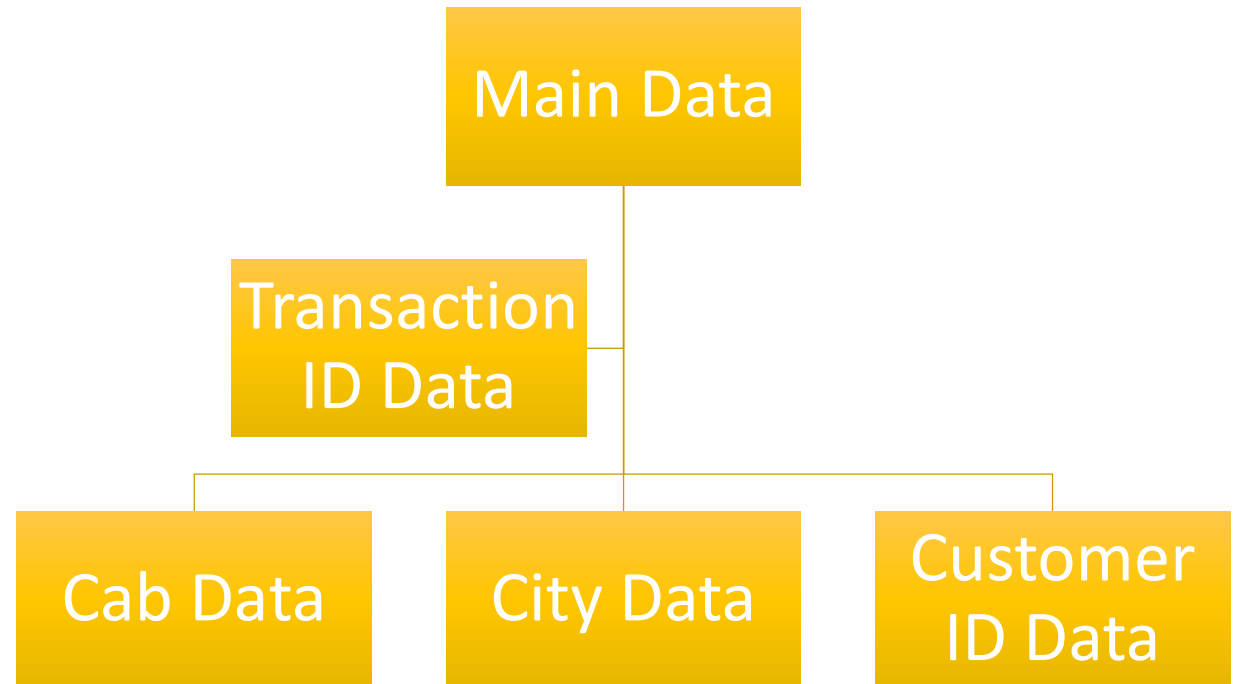 Main Data
Transaction
ID Data
Cab Data
City Data
Customer
ID Data